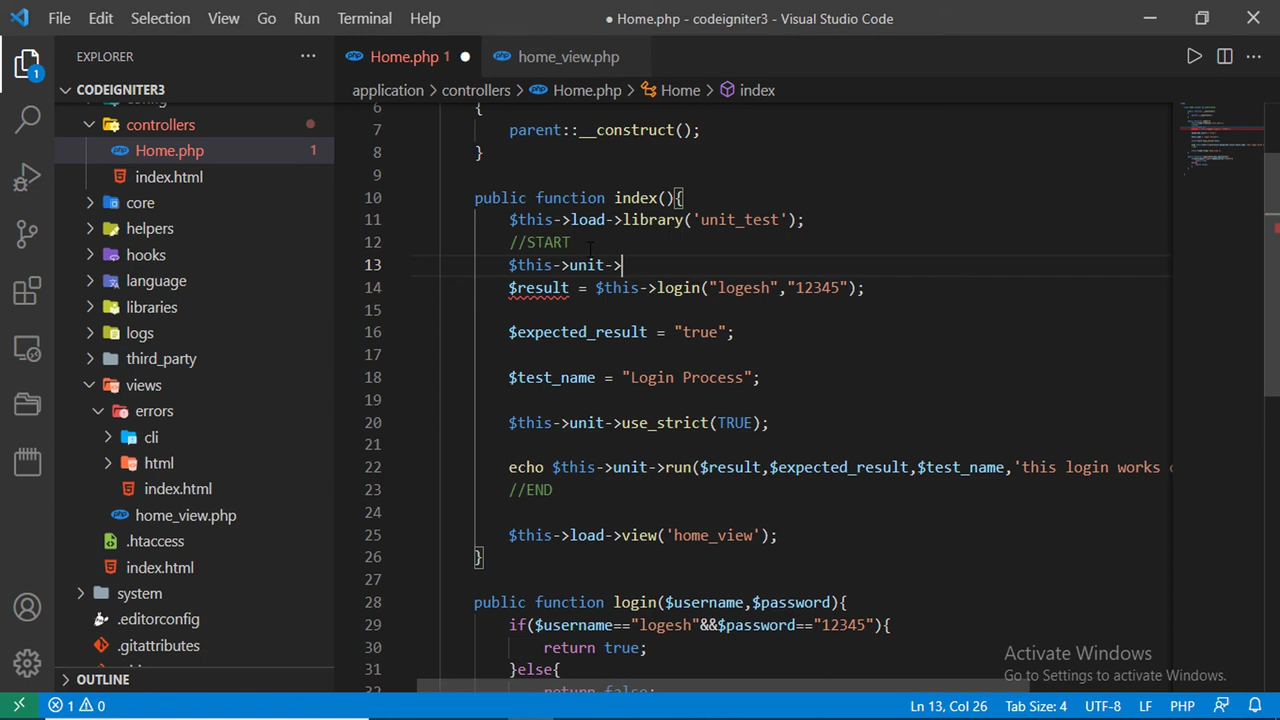 File Edit Selection View Go Run Terminal Help ● Home.php - codeigniter3 - Visual Studio Code
EXPLORER ···
Home.php 1 ●
home_view.php
application > controllers > Home.php > Home > index
CODEIGNITER3
controllers
Home.php 1
index.html
core
helpers
hooks
language
libraries
logs
third_party
views
errors
cli
html
index.html
home_view.php
.htaccess
index.html
system
.editorconfig
.gitattributes
OUTLINE
1
6 {
7 parent::__construct();
8 }
9
10 public function index(){
11 $this->load->library('unit_test');
12 //START
13 $this->unit->
14 $result = $this->login("logesh","12345");
15
16 $expected_result = "true";
17
18 $test_name = "Login Process";
19
20 $this->unit->use_strict(TRUE);
21
22 echo $this->unit->run($result,$expected_result,$test_name,'this login works
23 //END
24
25 $this->load->view('home_view');
26 }
27
28 public function login($username,$password){
29 if($username=="logesh"&&$password=="12345"){
30 return true;
31 }else{
32 return false;
Activate Windows
Go to Settings to activate Windows.
1 0 Ln 13, Col 26 Tab Size: 4 UTF-8 LF PHP